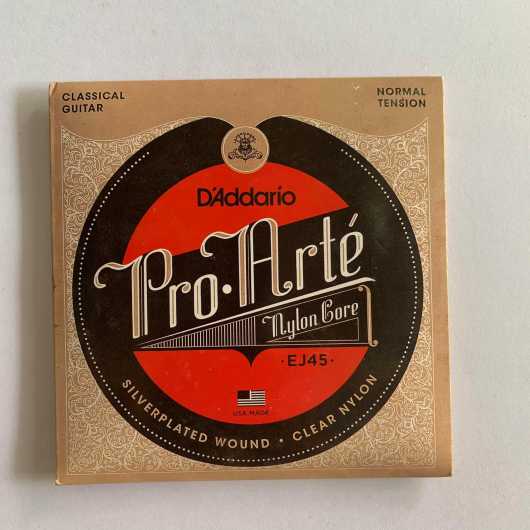 CLASSICAL
GUITAR
NORMAL
TENSION
D'Addario
Pro·Arté
Nylon Core
·EJ45·
USA MADE
SILVERPLATED WOUND · CLEAR NYLON